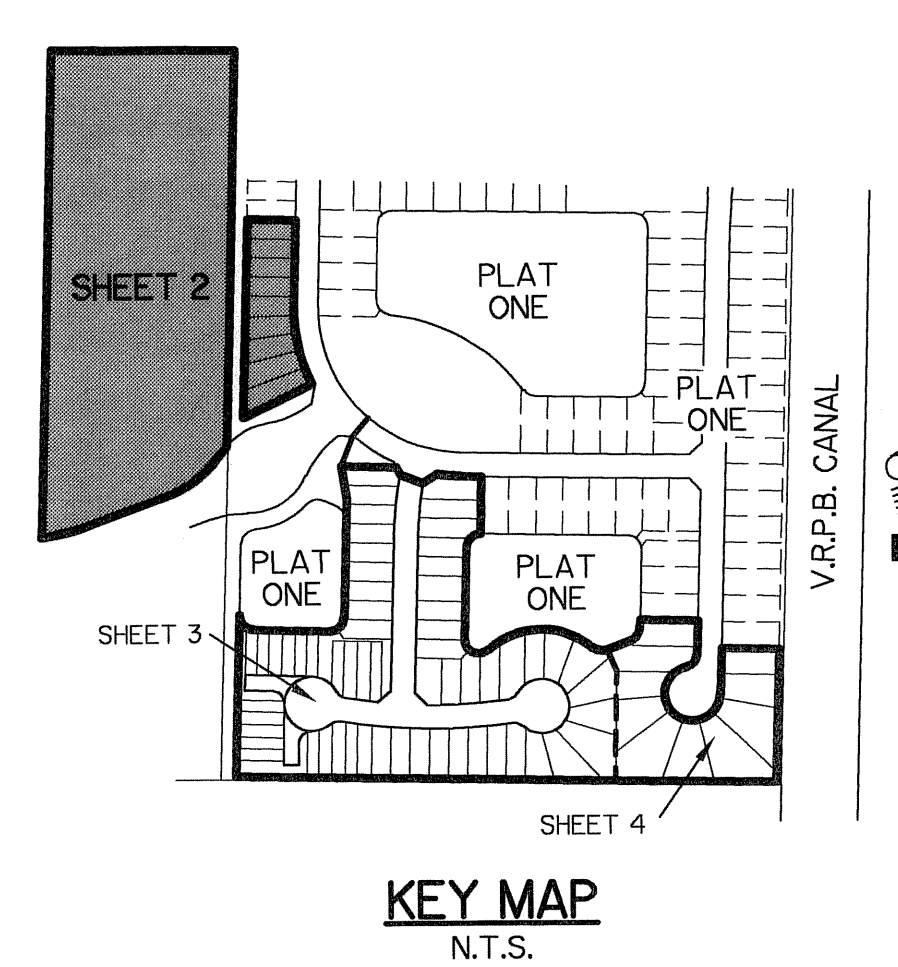 SHEET 2
PLAT
ONE
PLAT
ONE
V.R.P.B. CANAL
PLAT
ONE
PLAT
ONE
SHEET 3
SHEET 4
KEY MAP
N.T.S.